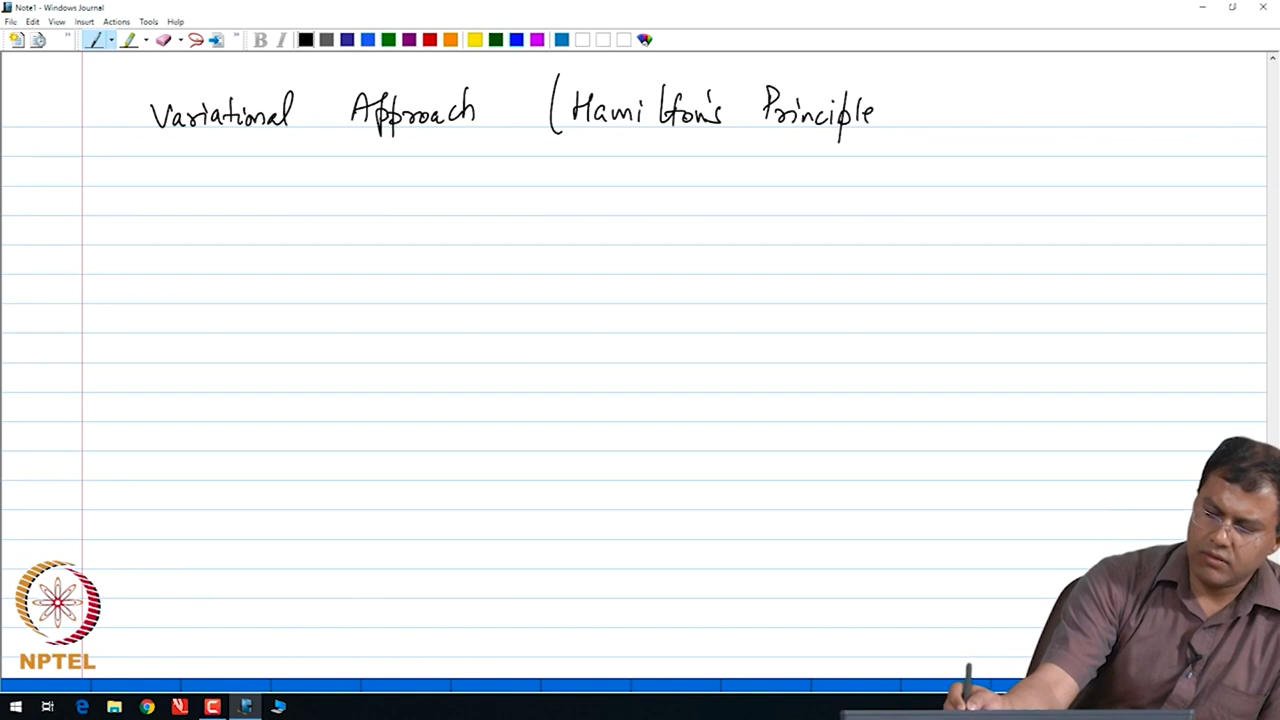 Note1 - Windows Journal
File Edit View Insert Actions Tools Help
B I
Variational Approach (Hamilton's Principle
NPTEL